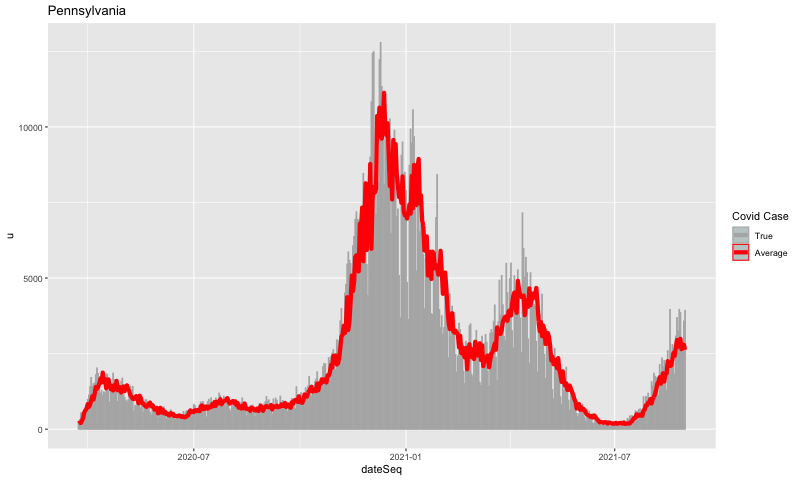 Pennsylvania
10000
5000
0
u
2020-07
2021-01
2021-07
dateSeq
Covid Case
True
Average